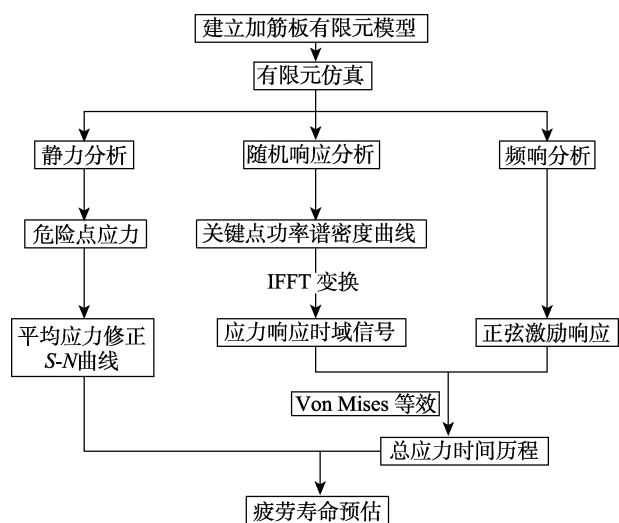 建立加筋板有限元模型
有限元仿真
静力分析
随机响应分析
频响分析
危险点应力
关键点功率谱密度曲线
IFFT 变换
平均应力修正
S-N曲线
应力响应时域信号
正弦激励响应
Von Mises 等效
总应力时间历程
疲劳寿命预估